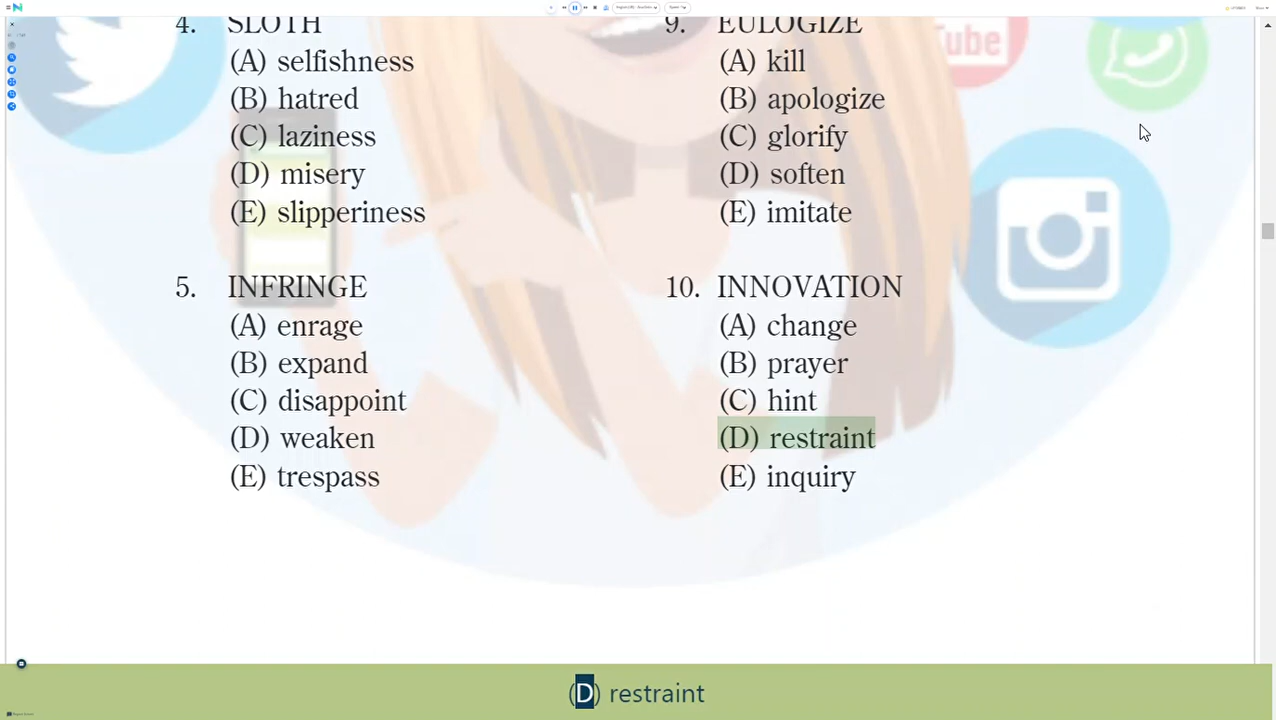 4. SLOTH
(A) selfishness
(B) hatred
(C) laziness
(D) misery
(E) slipperiness
5. INFRINGE
(A) enrage
(B) expand
(C) disappoint
(D) weaken
(E) trespass
9. EULOGIZE
(A) kill
(B) apologize
(C) glorify
(D) soften
(E) imitate
10. INNOVATION
(A) change
(B) prayer
(C) hint
(D) restraint
(E) inquiry
Tube
(D) restraint